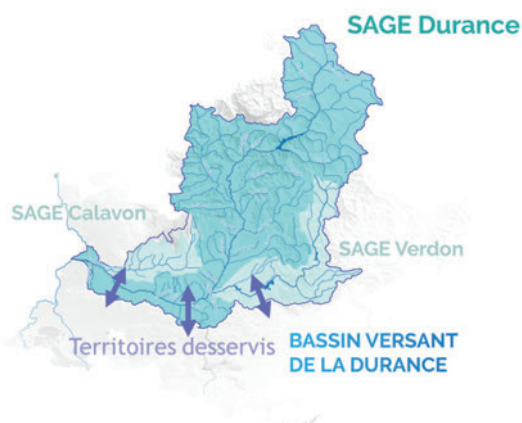 SAGE Durance
SAGE Calavon
SAGE Verdon
Territoires desservis
BASSIN VERSANT
DE LA DURANCE